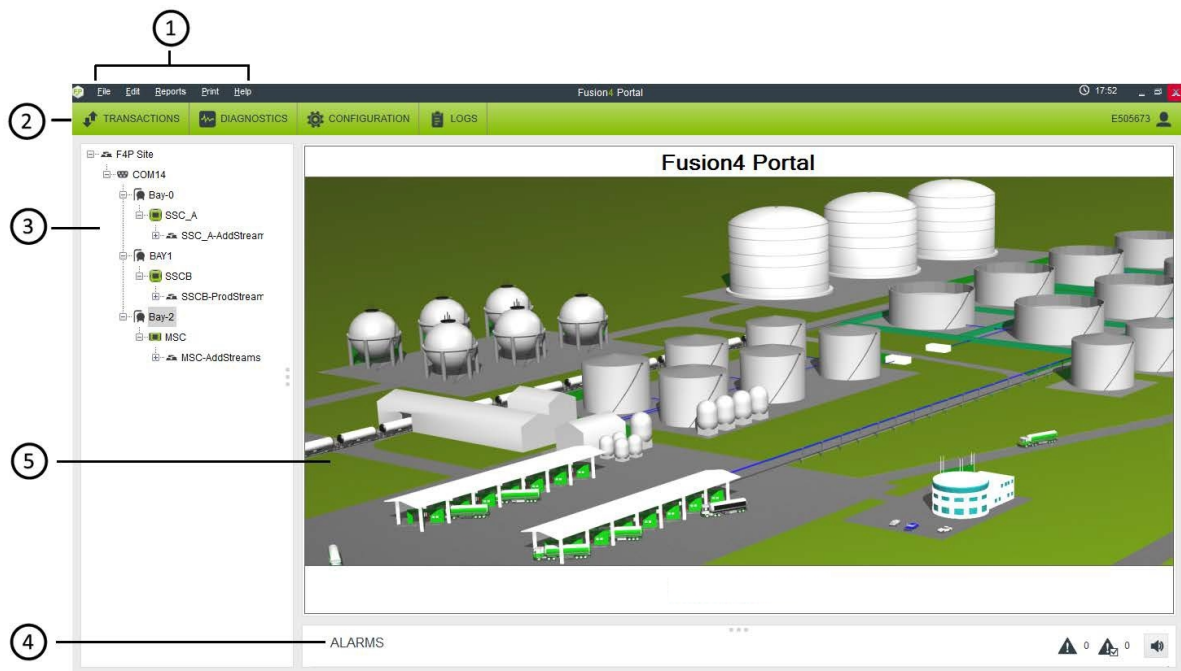 1
File Edit Reports Print Help
Fusion4 Portal
17:52
2
TRANSACTIONS DIAGNOSTICS CONFIGURATION LOGS
E505673
3
F4P Site
COM14
Bay-0
SSC_A
SSC_A-AddStream
BAY1
SSCB
SSCB-ProdStream
Bay-2
MSC
MSC-AddStreams
Fusion4 Portal
5
4
ALARMS
0
0